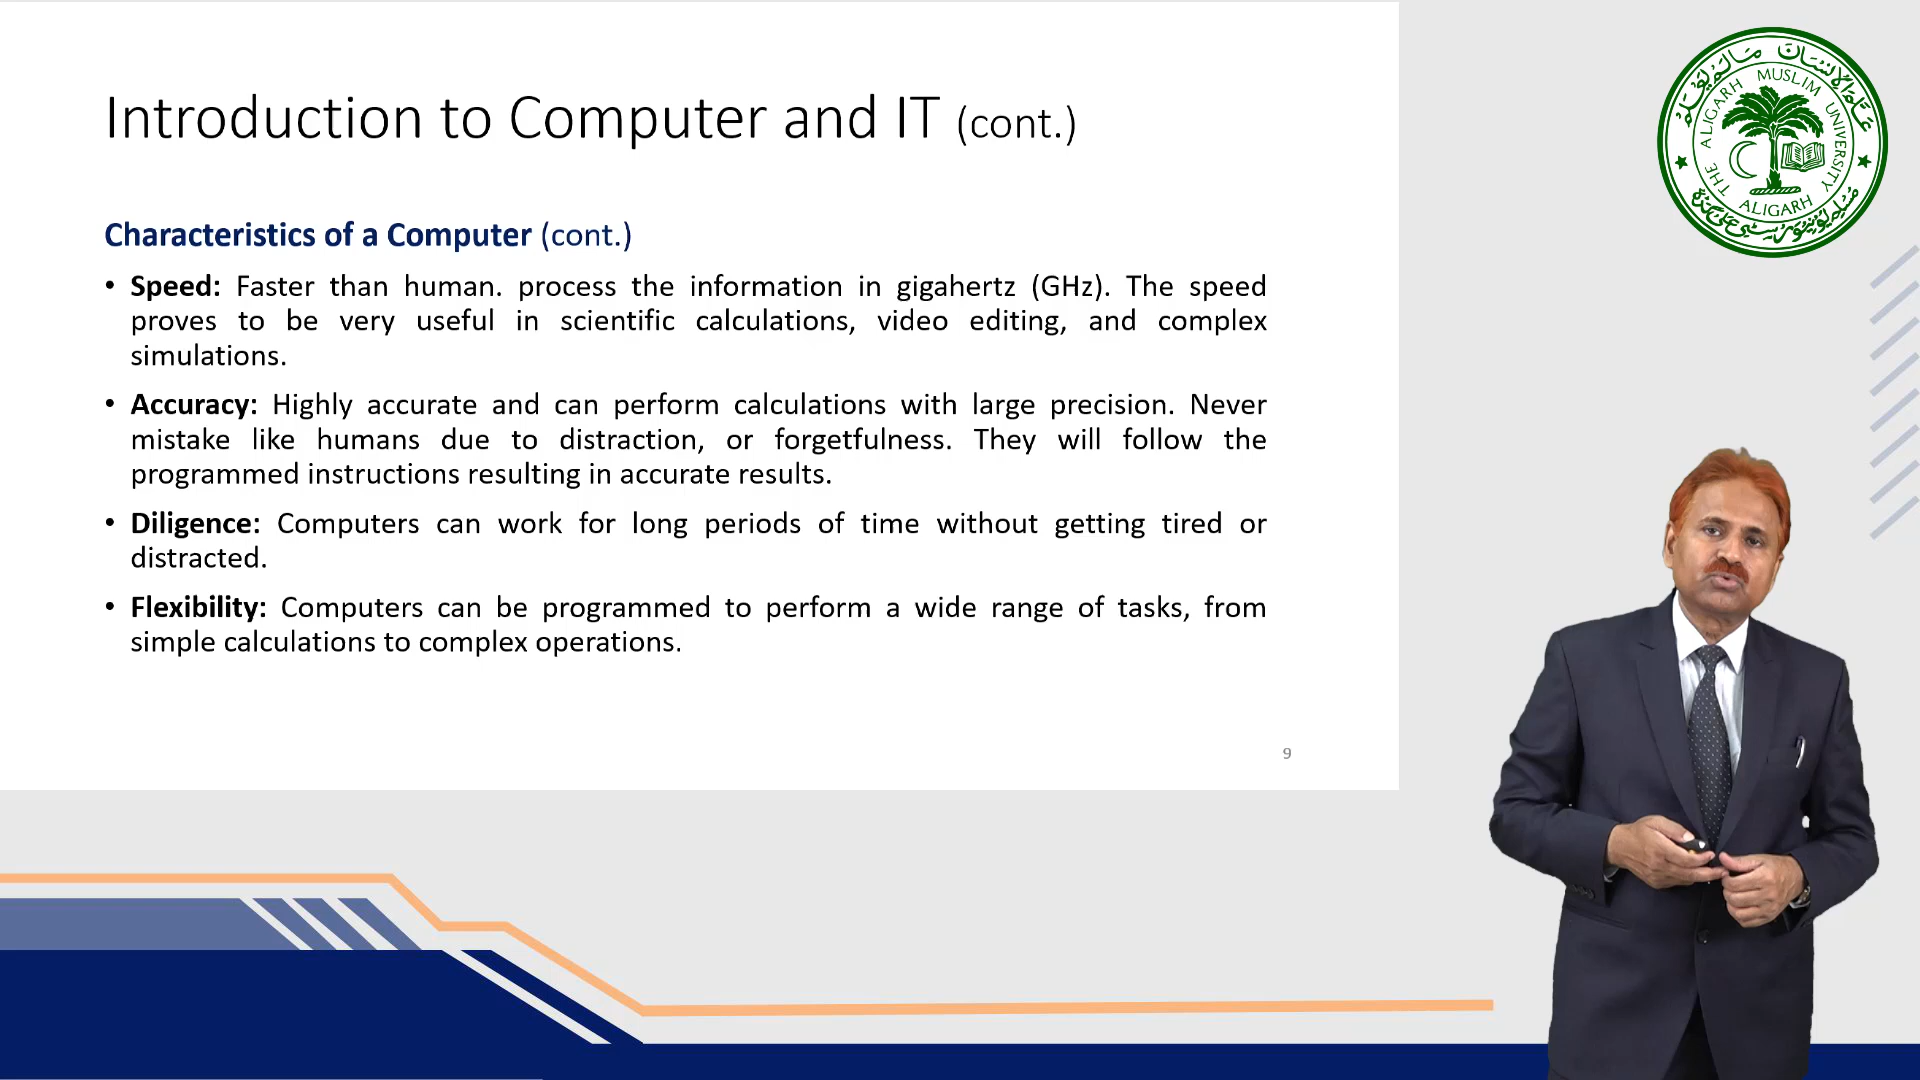 Introduction to Computer and IT (cont.)
Characteristics of a Computer (cont.)
• Speed: Faster than human. process the information in gigahertz (GHz). The speed
proves to be very useful in scientific calculations, video editing, and complex
simulations.
• Accuracy: Highly accurate and can perform calculations with large precision. Never
mistake like humans due to distraction, or forgetfulness. They will follow the
programmed instructions resulting in accurate results.
• Diligence: Computers can work for long periods of time without getting tired or
distracted.
• Flexibility: Computers can be programmed to perform a wide range of tasks, from
simple calculations to complex operations.
9
THE ALIGARH MUSLIM UNIVERSITY
ALIGARH